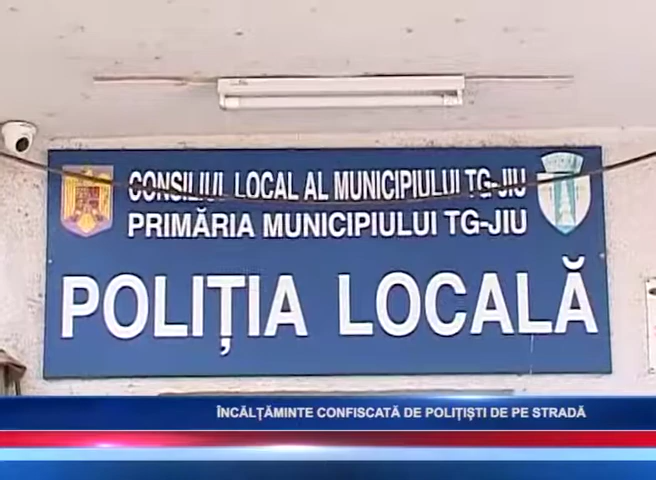 CONSILIUL LOCAL AL MUNICIPIULUI TG-JIU
PRIMĂRIA MUNICIPIULUI TG-JIU
POLIȚIA LOCALĂ
ÎNCĂLȚĂMINTE CONFISCATĂ DE POLIȚIȘTI DE PE STRADĂ